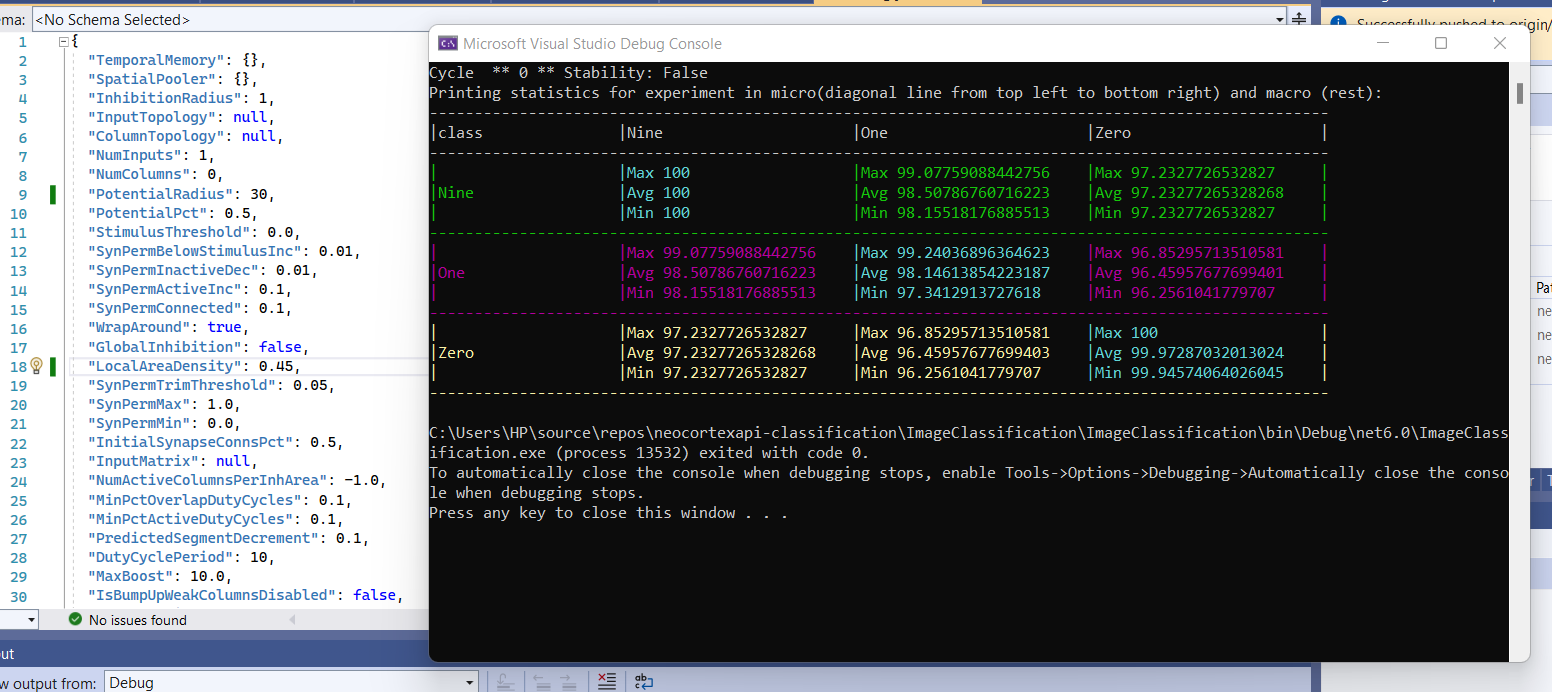 ma: <No Schema Selected>
Successfully pushed to origin/
1 {
2 "TemporalMemory": {},
3 "SpatialPooler": {},
4 "InhibitionRadius": 1,
5 "InputTopology": null,
6 "ColumnTopology": null,
7 "NumInputs": 1,
8 "NumColumns": 0,
9 "PotentialRadius": 30,
10 "PotentialPct": 0.5,
11 "StimulusThreshold": 0.0,
12 "SynPermBelowStimulusInc": 0.01,
13 "SynPermInactiveDec": 0.01,
14 "SynPermActiveInc": 0.1,
15 "SynPermConnected": 0.1,
16 "WrapAround": true,
17 "GlobalInhibition": false,
18 "LocalAreaDensity": 0.45,
19 "SynPermTrimThreshold": 0.05,
20 "SynPermMax": 1.0,
21 "SynPermMin": 0.0,
22 "InitialSynapseConnsPct": 0.5,
23 "InputMatrix": null,
24 "NumActiveColumnsPerInhArea": -1.0,
25 "MinPctOverlapDutyCycles": 0.1,
26 "MinPctActiveDutyCycles": 0.1,
27 "PredictedSegmentDecrement": 0.1,
28 "DutyCyclePeriod": 10,
29 "MaxBoost": 10.0,
30 "IsBumpUpWeakColumnsDisabled": false,
No issues found
ut
w output from: Debug
Microsoft Visual Studio Debug Console
Cycle ** 0 ** Stability: False
Printing statistics for experiment in micro(diagonal line from top left to bottom right) and macro (rest):
|class |Nine |One |Zero |
| |Max 100 |Max 99.07759088442756 |Max 97.2327726532827 |
|Nine |Avg 100 |Avg 98.50786760716223 |Avg 97.23277265328268 |
| |Min 100 |Min 98.15518176885513 |Min 97.2327726532827 |
| |Max 99.07759088442756 |Max 99.24036896364623 |Max 96.85295713510581 |
|One |Avg 98.50786760716223 |Avg 98.14613854223187 |Avg 96.45957677699401 |
| |Min 98.15518176885513 |Min 97.3412913727618 |Min 96.2561041779707 |
| |Max 97.2327726532827 |Max 96.85295713510581 |Max 100 |
|Zero |Avg 97.23277265328268 |Avg 96.45957677699403 |Avg 99.97287032013024 |
| |Min 97.2327726532827 |Min 96.2561041779707 |Min 99.94574064026045 |
C:\Users\HP\source\repos\neocortexapi-classification\ImageClassification\ImageClassification\bin\Debug\net6.0\ImageClass
ification.exe (process 13532) exited with code 0.
To automatically close the console when debugging stops, enable Tools->Options->Debugging->Automatically close the conso
le when debugging stops.
Press any key to close this window . . .
Pat
ne
ne
ne